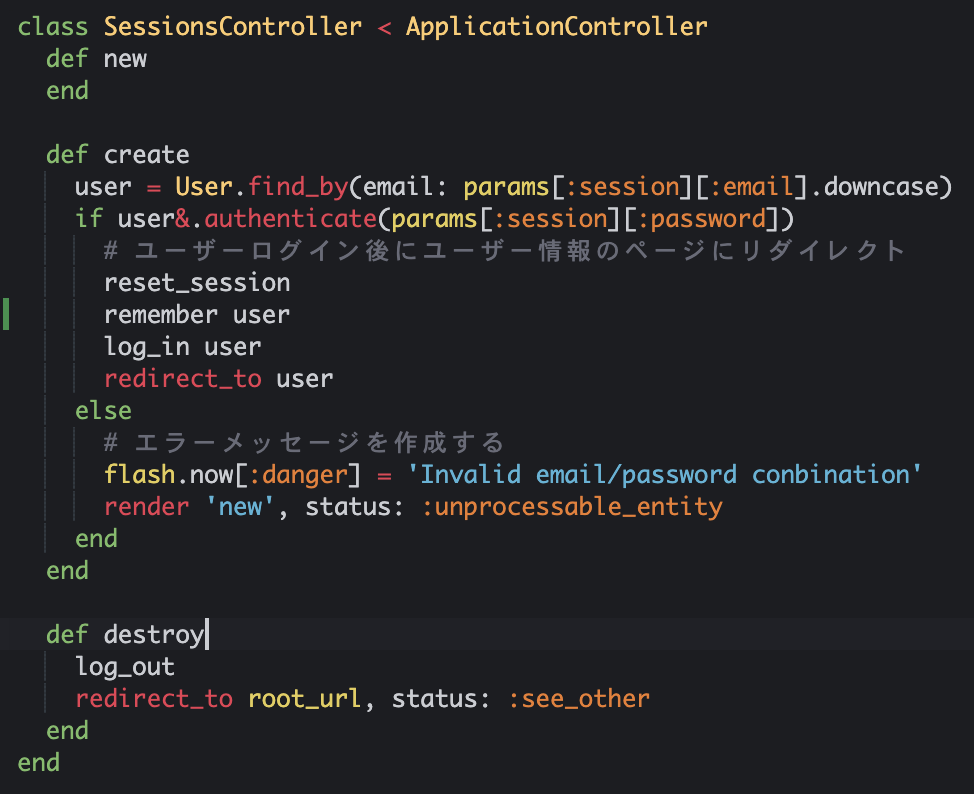 class SessionsController < ApplicationController
  def new
  end

  def create
    user = User.find_by(email: params[:session][:email].downcase)
    if user&.authenticate(params[:session][:password])
      # ユーザーログイン後にユーザー情報のページにリダイレクト
      reset_session
      remember user
      log_in user
      redirect_to user
    else
      # エラーメッセージを作成する
      flash.now[:danger] = 'Invalid email/password conbination'
      render 'new', status: :unprocessable_entity
    end
  end

  def destroy
    log_out
    redirect_to root_url, status: :see_other
  end
end